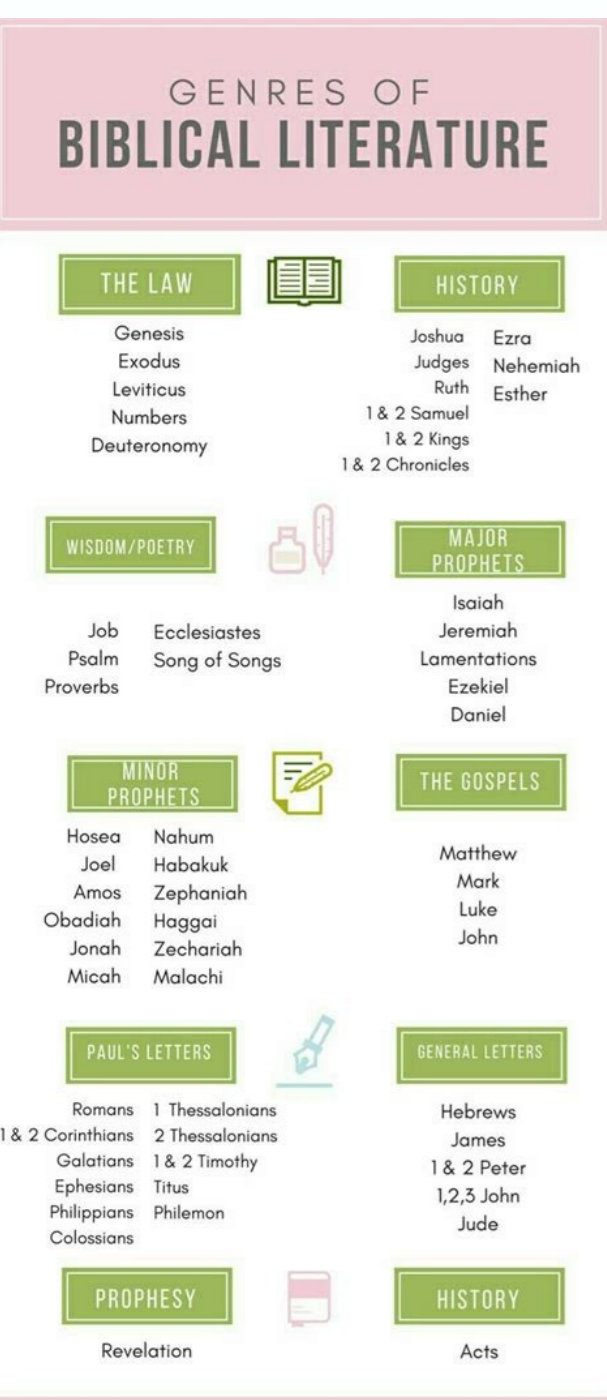 GENRES OF
BIBLICAL LITERATURE
THE LAW
Genesis
Exodus
Leviticus
Numbers
Deuteronomy
HISTORY
Joshua
Judges
Ruth
1 & 2 Samuel
1 & 2 Kings
1 & 2 Chronicles
Ezra
Nehemiah
Esther
WISDOM/POETRY
Job
Psalm
Proverbs
Ecclesiastes
Song of Songs
MAJOR
PROPHETS
Isaiah
Jeremiah
Lamentations
Ezekiel
Daniel
MINOR
PROPHETS
Hosea
Joel
Amos
Obadiah
Jonah
Micah
Nahum
Habakuk
Zephaniah
Haggai
Zechariah
Malachi
THE GOSPELS
Matthew
Mark
Luke
John
PAUL'S LETTERS
Romans
1 & 2 Corinthians
Galatians
Ephesians
Philippians
Colossians
1 Thessalonians
2 Thessalonians
1 & 2 Timothy
Titus
Philemon
GENERAL LETTERS
Hebrews
James
1 & 2 Peter
1,2,3 John
Jude
PROPHESY
Revelation
HISTORY
Acts